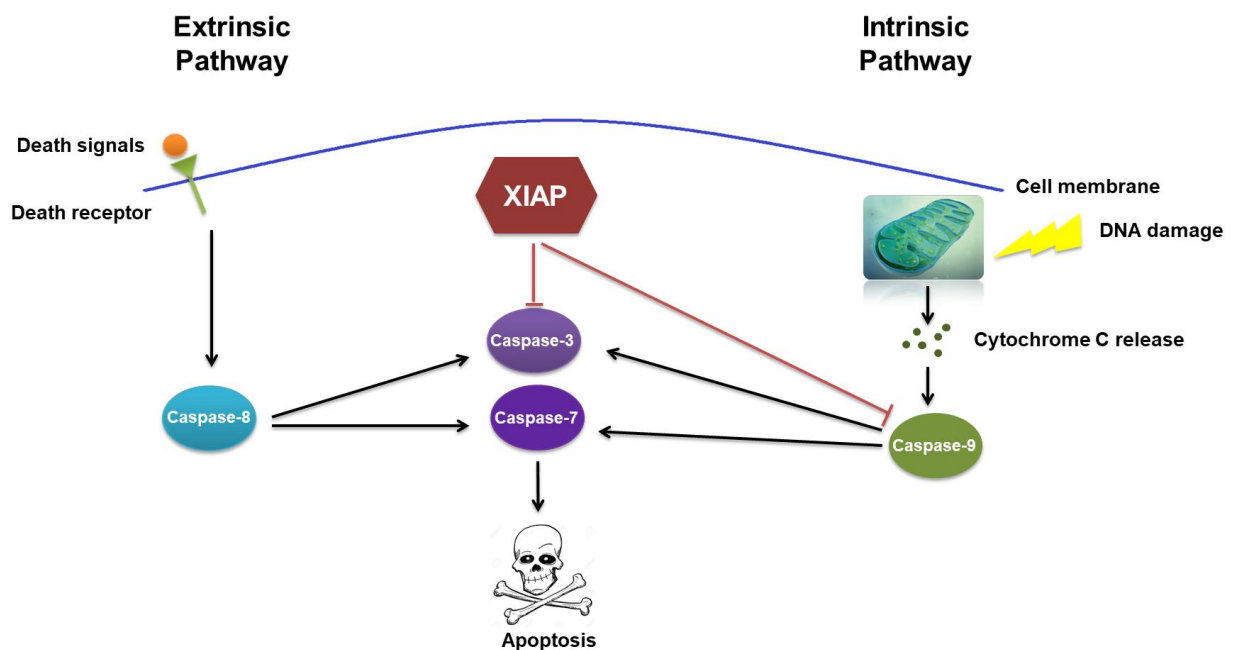 Extrinsic
Pathway
Intrinsic
Pathway
Death signals
Death receptor
XIAP
Cell membrane
DNA damage
Cytochrome C release
Caspase-3
Caspase-8
Caspase-7
Caspase-9
Apoptosis